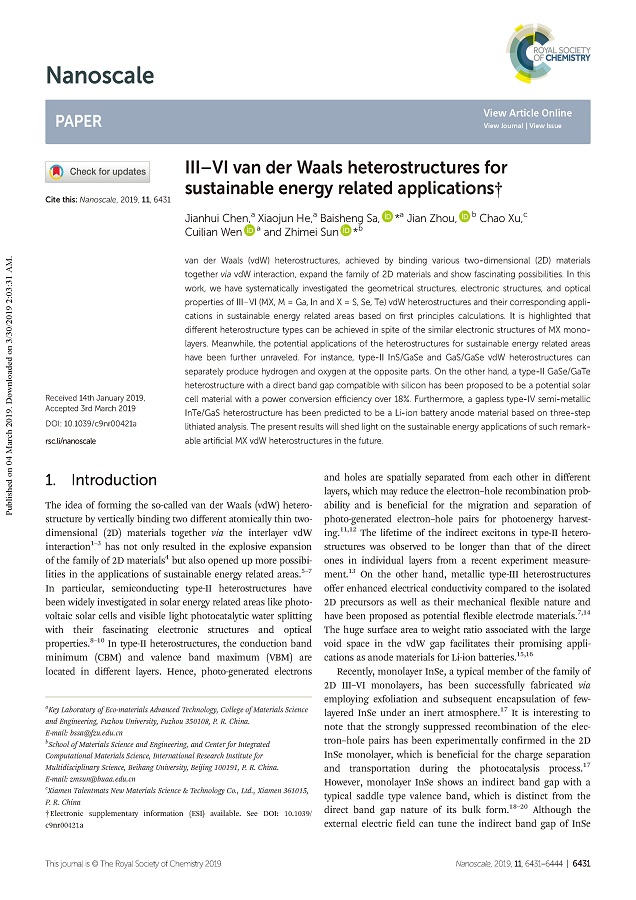 Nanoscale
ROYAL SOCIETY
OF CHEMISTRY
PAPER
View Article Online
View Journal | View Issue
Check for updates
Cite this: Nanoscale, 2019, 11, 6431
III–VI van der Waals heterostructures for
sustainable energy related applications†
Jianhui Chen,a Xiaojun He,a Baisheng Sa, iD *a Jian Zhou, iD b Chao Xu,c
Cuilian Wen iD a and Zhimei Sun iD *b
van der Waals (vdW) heterostructures, achieved by binding various two-dimensional (2D) materials
together via vdW interaction, expand the family of 2D materials and show fascinating possibilities. In this
work, we have systematically investigated the geometrical structures, electronic structures, and optical
properties of III–VI (MX, M = Ga, In and X = S, Se, Te) vdW heterostructures and their corresponding appli-
cations in sustainable energy related areas based on first principles calculations. It is highlighted that
different heterostructure types can be achieved in spite of the similar electronic structures of MX mono-
layers. Meanwhile, the potential applications of the heterostructures for sustainable energy related areas
have been further unraveled. For instance, type-II InS/GaSe and GaS/GaSe vdW heterostructures can
separately produce hydrogen and oxygen at the opposite parts. On the other hand, a type-II GaSe/GaTe
heterostructure with a direct band gap compatible with silicon has been proposed to be a potential solar
cell material with a power conversion efficiency over 18%. Furthermore, a gapless type-IV semi-metallic
InTe/GaS heterostructure has been predicted to be a Li-ion battery anode material based on three-step
lithiated analysis. The present results will shed light on the sustainable energy applications of such remark-
able artificial MX vdW heterostructures in the future.
Received 14th January 2019,
Accepted 3rd March 2019
DOI: 10.1039/c9nr00421a
rsc.li/nanoscale
Published on 04 March 2019. Downloaded on 3/30/2019 2:03:31 AM.
1. Introduction
The idea of forming the so-called van der Waals (vdW) hetero-
structure by vertically binding two different atomically thin two-
dimensional (2D) materials together via the interlayer vdW
interaction1–3 has not only resulted in the explosive expansion
of the family of 2D materials4 but also opened up more possibi-
lities in the applications of sustainable energy related areas.5–7
In particular, semiconducting type-II heterostructures have
been widely investigated in solar energy related areas like photo-
voltaic solar cells and visible light photocatalytic water splitting
with their fascinating electronic structures and optical
properties.8–10 In type-II heterostructures, the conduction band
minimum (CBM) and valence band maximum (VBM) are
located in different layers. Hence, photo-generated electrons
aKey Laboratory of Eco-materials Advanced Technology, College of Materials Science
and Engineering, Fuzhou University, Fuzhou 350108, P. R. China.
E-mail: bssa@fzu.edu.cn
bSchool of Materials Science and Engineering, and Center for Integrated
Computational Materials Science, International Research Institute for
Multidisciplinary Science, Beihang University, Beijing 100191, P. R. China.
E-mail: zmsun@buaa.edu.cn
cXiamen Talentmats New Materials Science & Technology Co., Ltd., Xiamen 361015,
P. R. China
†Electronic supplementary information (ESI) available. See DOI: 10.1039/
c9nr00421a
and holes are spatially separated from each other in different
layers, which may reduce the electron–hole recombination prob-
ability and is beneficial for the migration and separation of
photo-generated electron–hole pairs for photoenergy harvest-
ing.11,12 The lifetime of the indirect excitons in type-II hetero-
structures was observed to be longer than that of the direct
ones in individual layers from a recent experiment measure-
ment.13 On the other hand, metallic type-III heterostructures
offer enhanced electrical conductivity compared to the isolated
2D precursors as well as their mechanical flexible nature and
have been proposed as potential flexible electrode materials.7,14
The huge surface area to weight ratio associated with the large
void space in the vdW gap facilitates their promising appli-
cations as anode materials for Li-ion batteries.15,16
Recently, monolayer InSe, a typical member of the family of
2D III–VI monolayers, has been successfully fabricated via
employing exfoliation and subsequent encapsulation of few-
layered InSe under an inert atmosphere.17 It is interesting to
note that the strongly suppressed recombination of the elec-
tron–hole pairs has been experimentally confirmed in the 2D
InSe monolayer, which is beneficial for the charge separation
and transportation during the photocatalysis process.17
However, monolayer InSe shows an indirect band gap with a
typical saddle type valence band, which is distinct from the
direct band gap nature of its bulk form.18–20 Although the
external electric field can tune the indirect band gap of InSe
This journal is © The Royal Society of Chemistry 2019
Nanoscale, 2019, 11, 6431–6444 | 6431